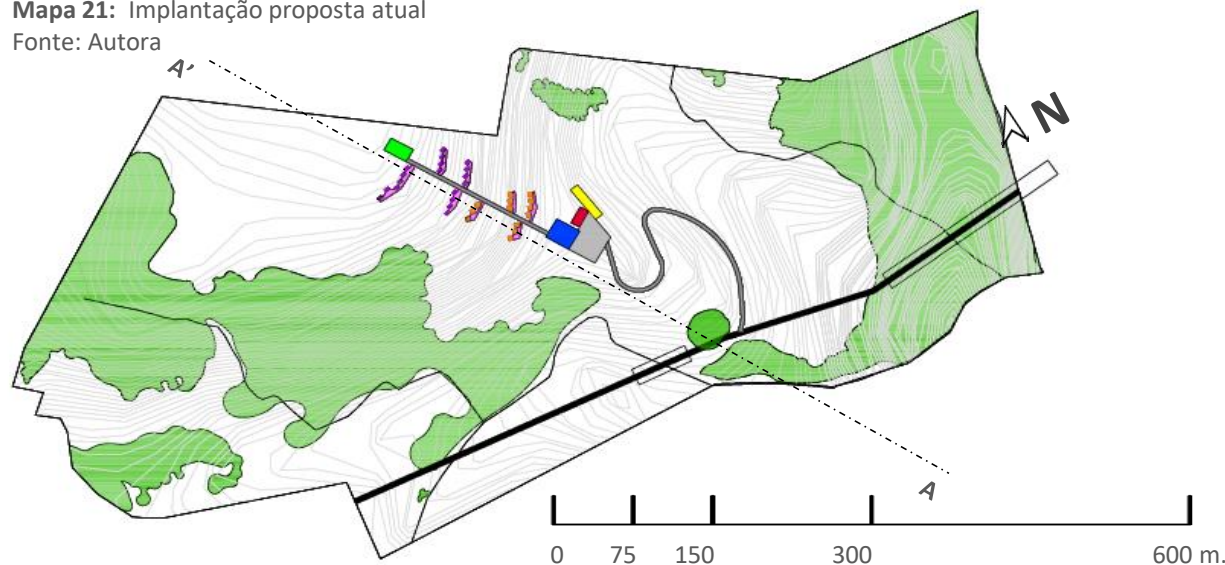 Mapa 21: Implantação proposta atual
Fonte: Autora
A'
N
A
0 75 150 300 600 m.